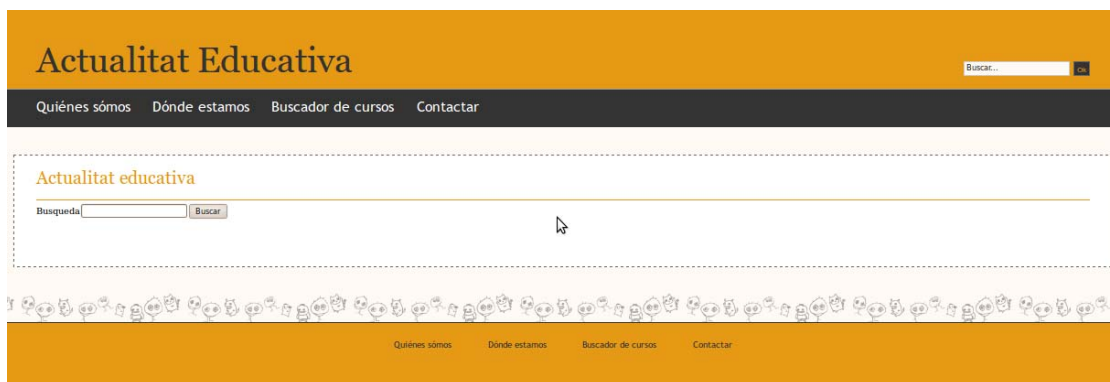 Actualitat Educativa
Buscar... Ok
Quiénes sómos Dónde estamos Buscador de cursos Contactar
Actualitat educativa
Busqueda Buscar
Quiénes sómos Dónde estamos Buscador de cursos Contactar